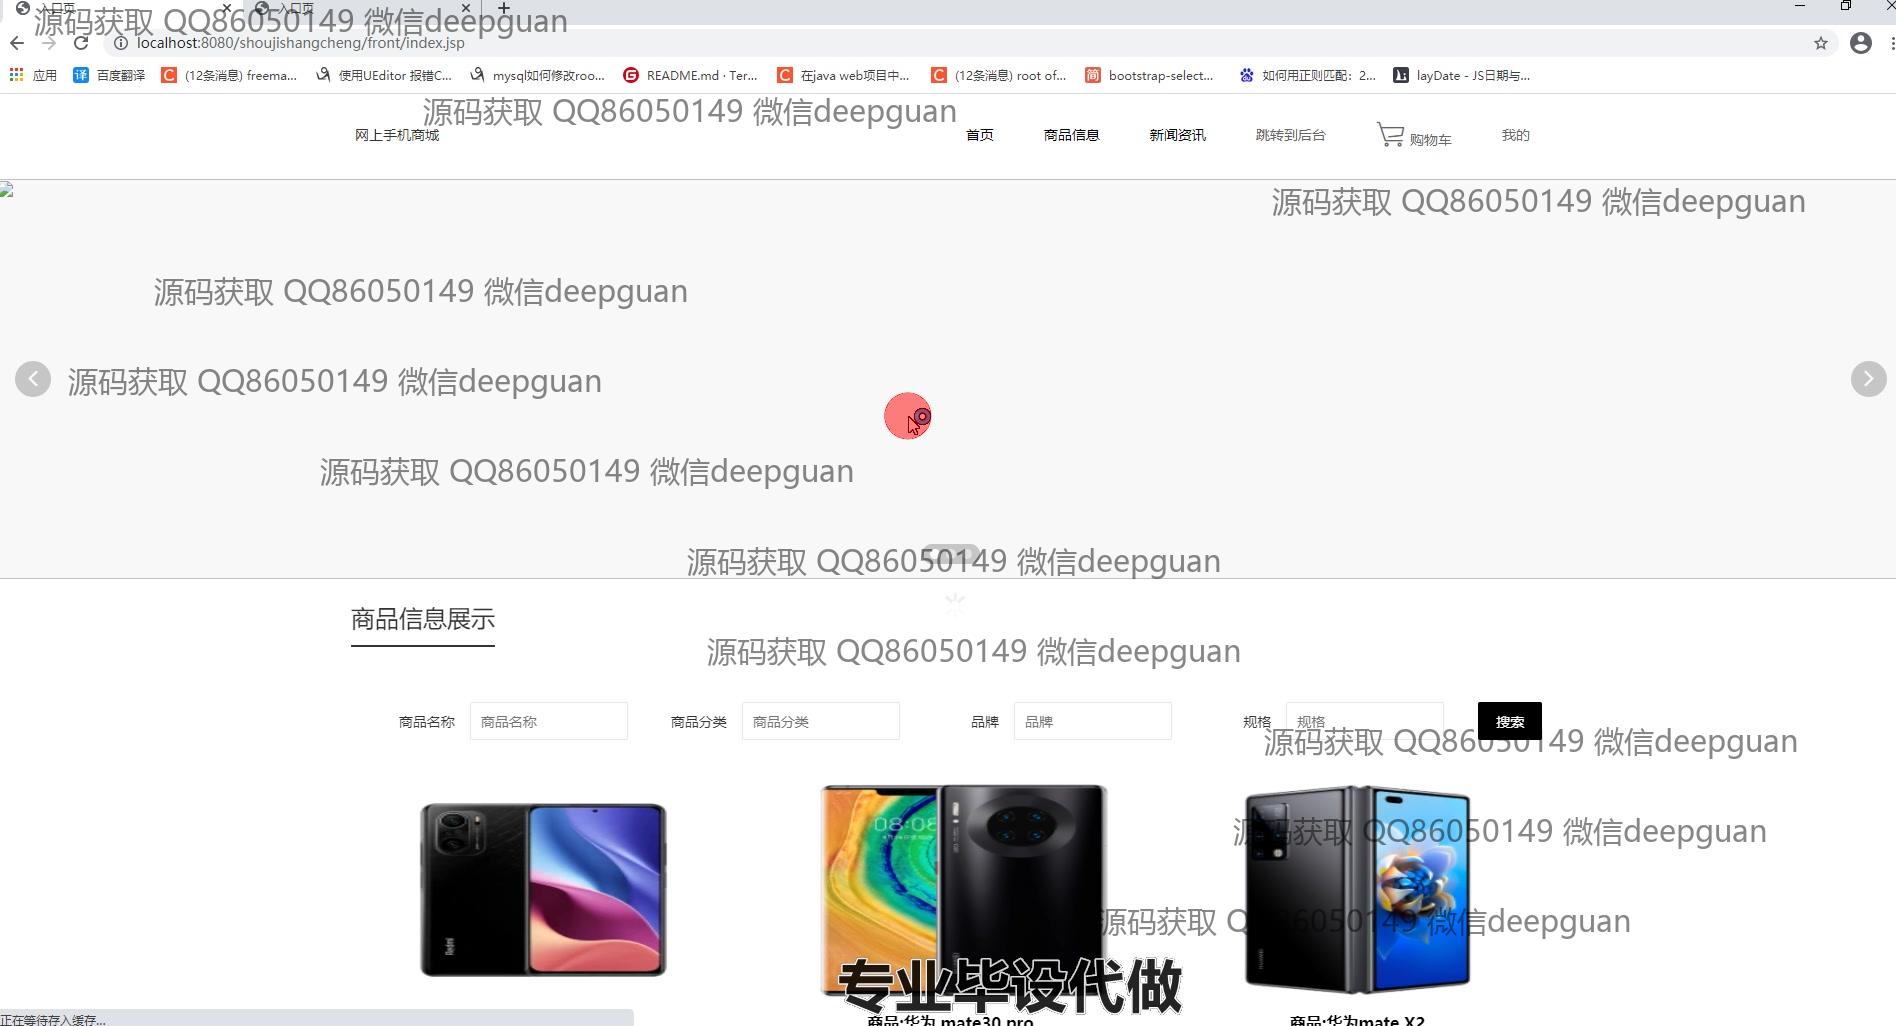 入口页
入口页
源码获取 QQ86050149 微信deepguan
localhost:8080/shoujishangcheng/front/index.jsp
应用 百度翻译 (12条消息) freema... 使用UEditor 报错C... mysql如何修改roo... README.md · Ter... 在java web项目中... (12条消息) root of... bootstrap-select... 如何用正则匹配：2... layDate - JS日期与...
源码获取 QQ86050149 微信deepguan
网上手机商城 首页 商品信息 新闻资讯 跳转到后台 购物车 我的
源码获取 QQ86050149 微信deepguan
源码获取 QQ86050149 微信deepguan
源码获取 QQ86050149 微信deepguan
源码获取 QQ86050149 微信deepguan
源码获取 QQ86050149 微信deepguan
商品信息展示
源码获取 QQ86050149 微信deepguan
商品名称 商品名称 商品分类 商品分类 品牌 品牌 规格 规格 搜索
源码获取 QQ86050149 微信deepguan
08:08
源码获取 QQ86050149 微信deepguan
源码获取 QQ86050149 微信deepguan
Redmi
HUAWEI
专业毕设代做
正在等待存入缓存...
商品:华为 mate30 pro
商品:华为mate X2